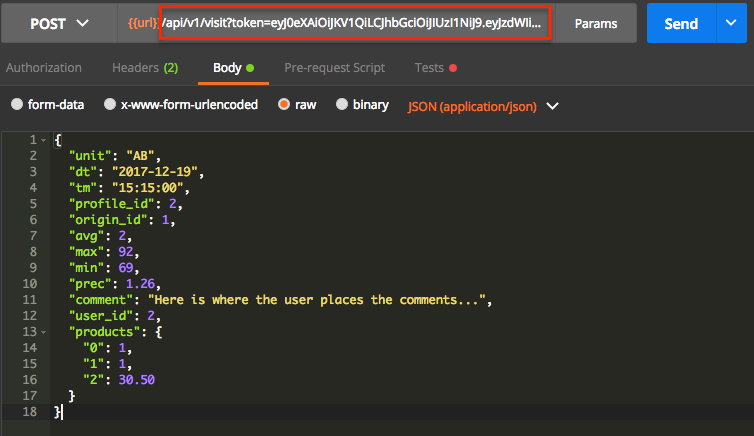 POST {{url}}/api/v1/visit?token=eyJ0eXAiOiJKV1QiLCJhbGciOiJIUzI1NiJ9.eyJzdWIi... Params Send
Authorization Headers (2) Body Pre-request Script Tests
form-data x-www-form-urlencoded raw binary JSON (application/json)
1 {
2 "unit": "AB",
3 "dt": "2017-12-19",
4 "tm": "15:15:00",
5 "profile_id": 2,
6 "origin_id": 1,
7 "avg": 2,
8 "max": 92,
9 "min": 69,
10 "prec": 1.26,
11 "comment": "Here is where the user places the comments...",
12 "user_id": 2,
13 "products": {
14 "0": 1,
15 "1": 1,
16 "2": 30.50
17 }
18 }